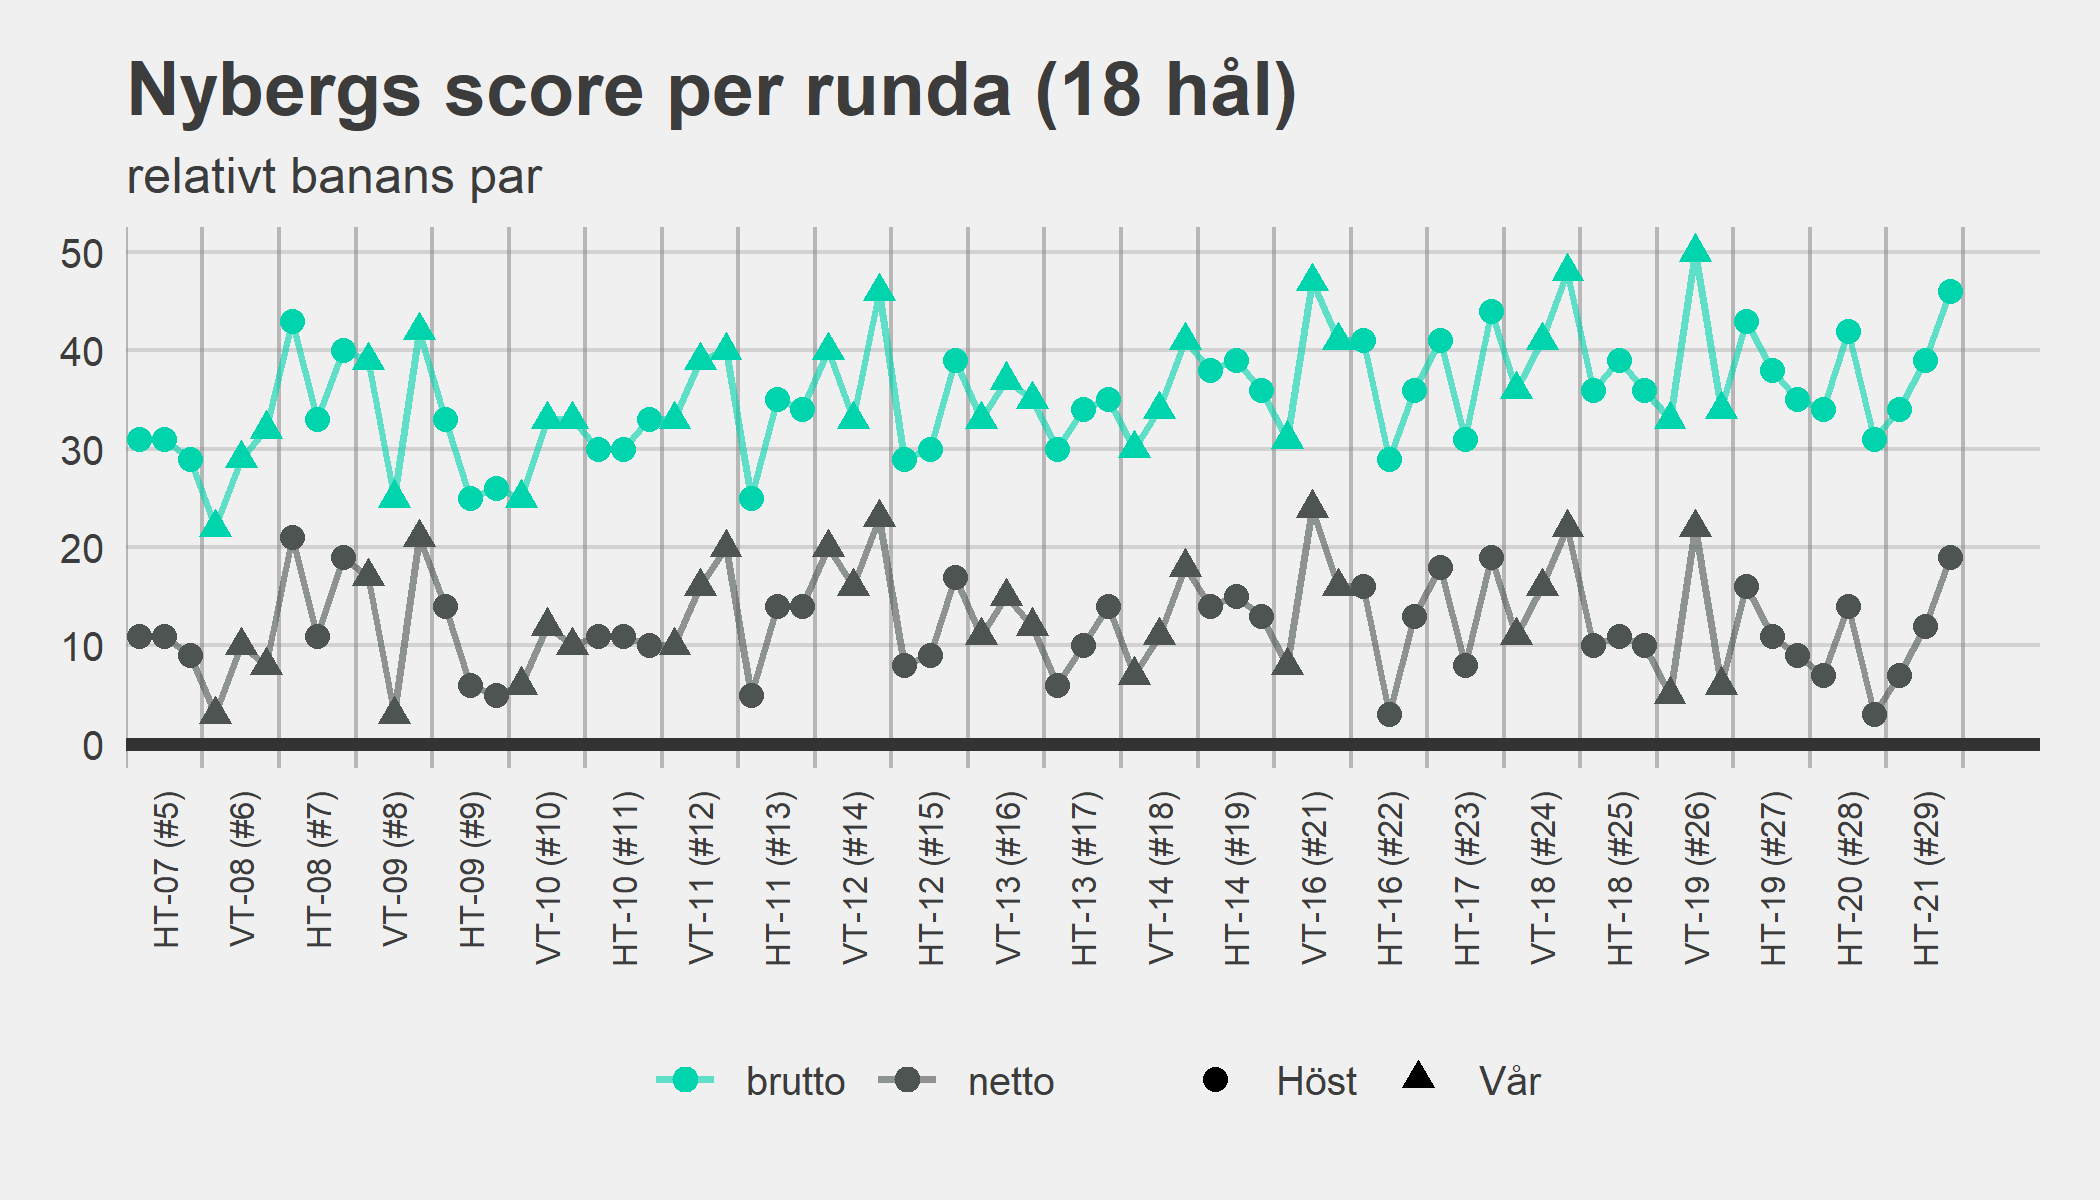 Nybergs score per runda (18 hål)
relativt banans par
50
40
30
20
10
0
HT-07 (#5)
VT-08 (#6)
HT-08 (#7)
VT-09 (#8)
HT-09 (#9)
VT-10 (#10)
HT-10 (#11)
VT-11 (#12)
HT-11 (#13)
VT-12 (#14)
HT-12 (#15)
VT-13 (#16)
HT-13 (#17)
VT-14 (#18)
HT-14 (#19)
VT-16 (#21)
HT-16 (#22)
HT-17 (#23)
VT-18 (#24)
HT-18 (#25)
VT-19 (#26)
HT-19 (#27)
HT-20 (#28)
HT-21 (#29)
brutto netto Höst Vår